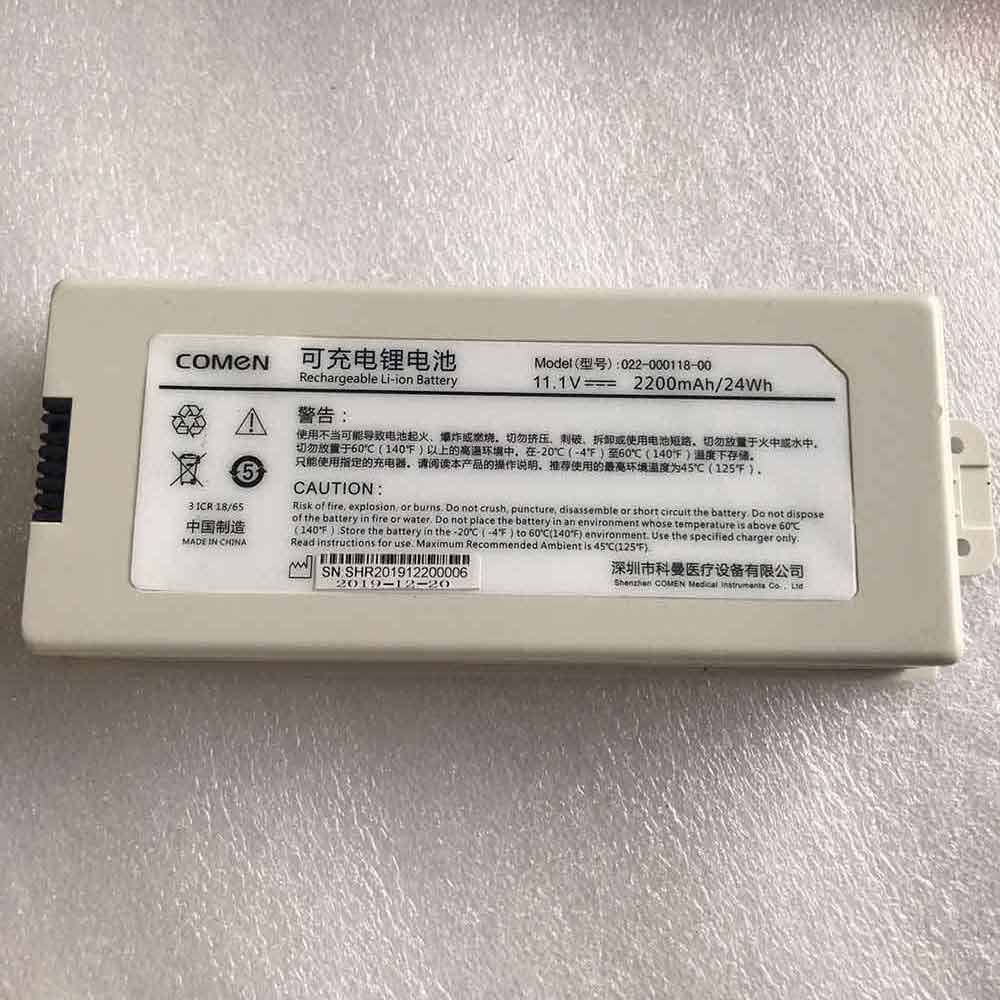 COMEN 可充电锂电池
Rechargeable Li-ion Battery
Model(型号):022-000118-00
11.1V 2200mAh/24Wh
警告:
使用不当可能导致电池起火、爆炸或燃烧。切勿挤压、刺破、拆卸或使用电池短路。切勿放置于火中或水中。
切勿放置于60℃(140℉)以上的高温环境中。在-20℃(-4℉)至60℃(140℉)温度下存储。
只能使用指定的充电器。请阅读本产品的操作说明。推荐使用的最高环境温度为45℃(125℉)。
5
3 ICR 18/65
中国制造
MADE IN CHINA
CAUTION:
Risk of fire, explosion, or burns. Do not crush, puncture, disassemble or short circuit the battery. Do not dispose
of the battery in fire or water. Do not place the battery in an environment whose temperature is above 60℃
(140℉).Store the battery in the -20℃ (-4℉) to 60℃(140℉) environment. Use the specified charger only.
Read instructions for use. Maximum Recommended Ambient is 45℃(125℉).
SN:SHR201912200006
2019-12-20
深圳市科曼医疗设备有限公司
Shenzhen COMEN Medical Instruments Co., Ltd